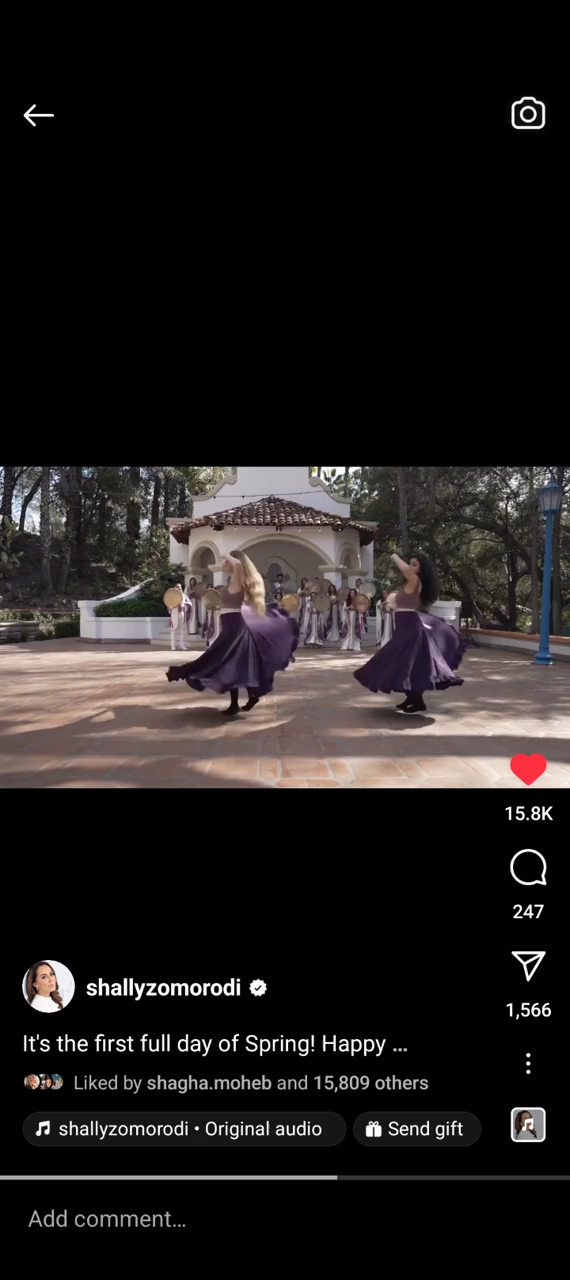 15.8K
247
1,566
shallyzomorodi
It's the first full day of Spring! Happy ...
Liked by shagha.moheb and 15,809 others
shallyzomorodi • Original audio
Send gift
Add comment...